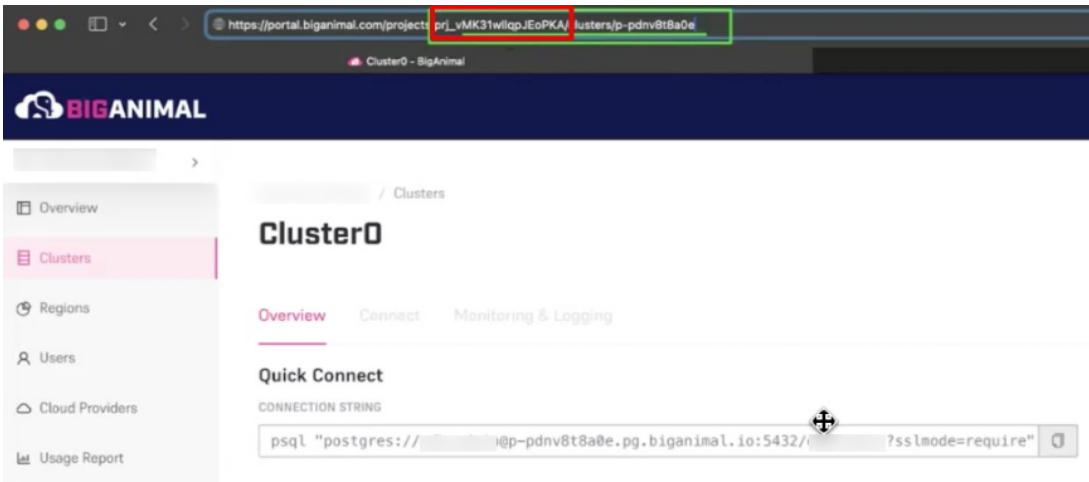 https://portal.biganimal.com/projects/prj_vMK31wIlqpJEoPKA/clusters/p-pdnv8t8a0e
Cluster0 - BigAnimal
BIGANIMAL
Overview
Clusters
Regions
Users
Cloud Providers
Usage Report
/ Clusters
Cluster0
Overview Connect Monitoring & Logging
Quick Connect
CONNECTION STRING
psql "postgres:// @p-pdnv8t8a0e.pg.biganimal.io:5432/ ?sslmode=require"